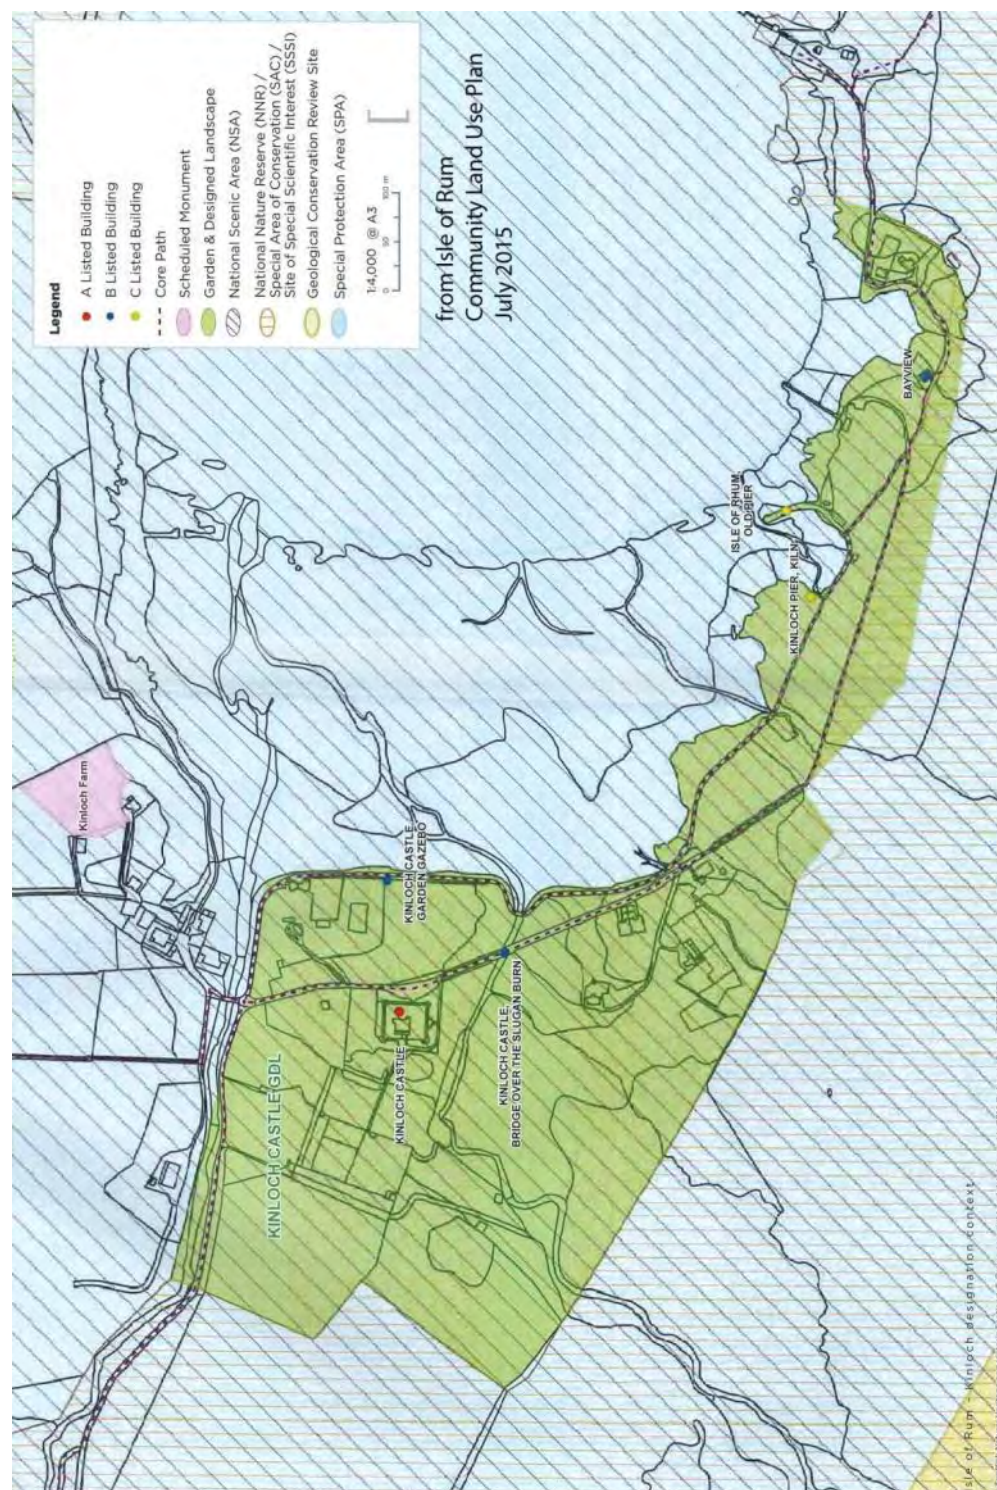 Legend
A Listed Building
B Listed Building
C Listed Building
Core Path
Scheduled Monument
Garden & Designed Landscape
National Scenic Area (NSA)
National Nature Reserve (NNR) /
Special Area of Conservation (SAC) /
Site of Special Scientific Interest (SSSI)
Geological Conservation Review Site
Special Protection Area (SPA)
1:4,000 @ A3
0 50 100 m
from Isle of Rum
Community Land Use Plan
July 2015
Kinloch Farm
KINLOCH CASTLE,
GARDEN GAZEBO
KINLOCH CASTLE GDL
KINLOCH CASTLE
KINLOCH CASTLE,
BRIDGE OVER THE SLUGAN BURN
ISLE OF RHUM,
OLD PIER
KINLOCH PIER, KILN
BAYVIEW
Isle of Rum - Kinloch designation context